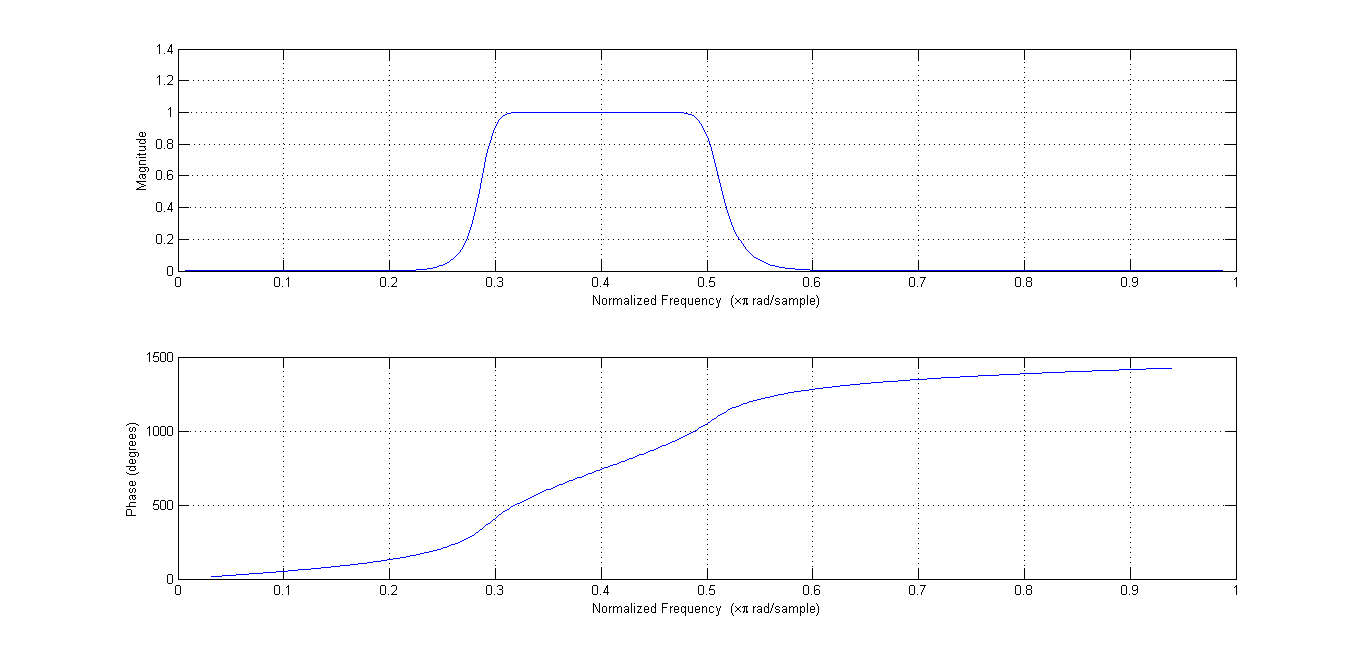 1.4
1.2
1
0.8
0.6
0.4
0.2
0
Magnitude
0 0.1 0.2 0.3 0.4 0.5 0.6 0.7 0.8 0.9 1
Normalized Frequency (×π rad/sample)
1500
1000
500
0
Phase (degrees)
0 0.1 0.2 0.3 0.4 0.5 0.6 0.7 0.8 0.9 1
Normalized Frequency (×π rad/sample)